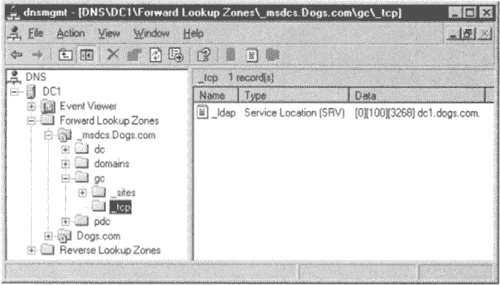 dnsmgmt - [DNS\DC1\Forward Lookup Zones\_msdcs.Dogs.com\gc\_tcp]
File Action View Window Help
DNS
DC1
Event Viewer
Forward Lookup Zones
_msdcs.Dogs.com
dc
domains
gc
_sites
_tcp
pdc
Dogs.com
Reverse Lookup Zones
_tcp 1 record(s)
Name Type Data
_ldap Service Location (SRV) [0][100][3268] dc1.dogs.com.